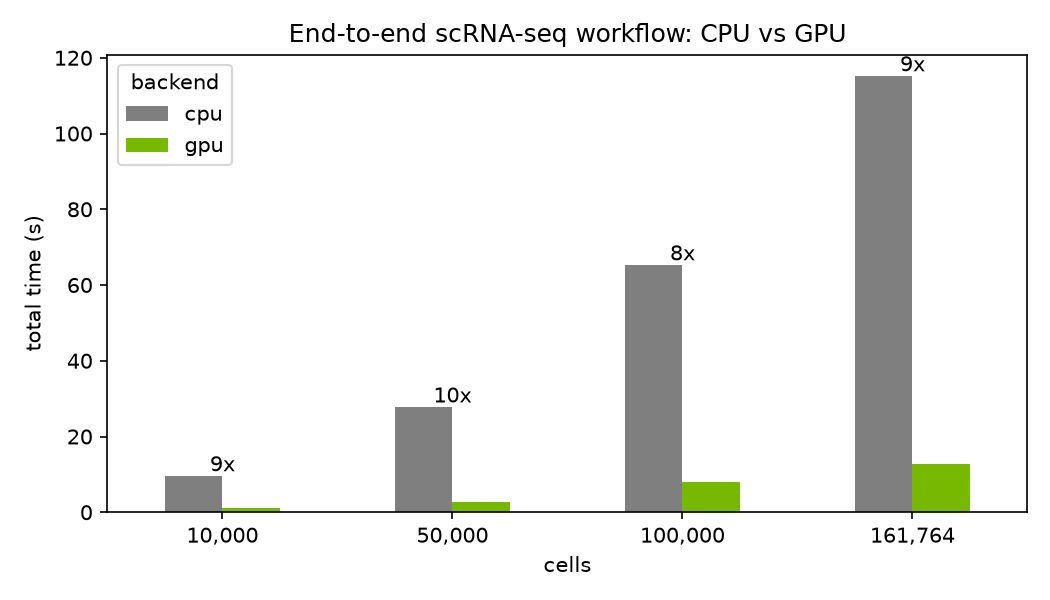 End-to-end scRNA-seq workflow: CPU vs GPU
120
100
80
60
40
20
0
total time (s)
backend
cpu
gpu
9x
10x
8x
9x
10,000
50,000
100,000
161,764
cells